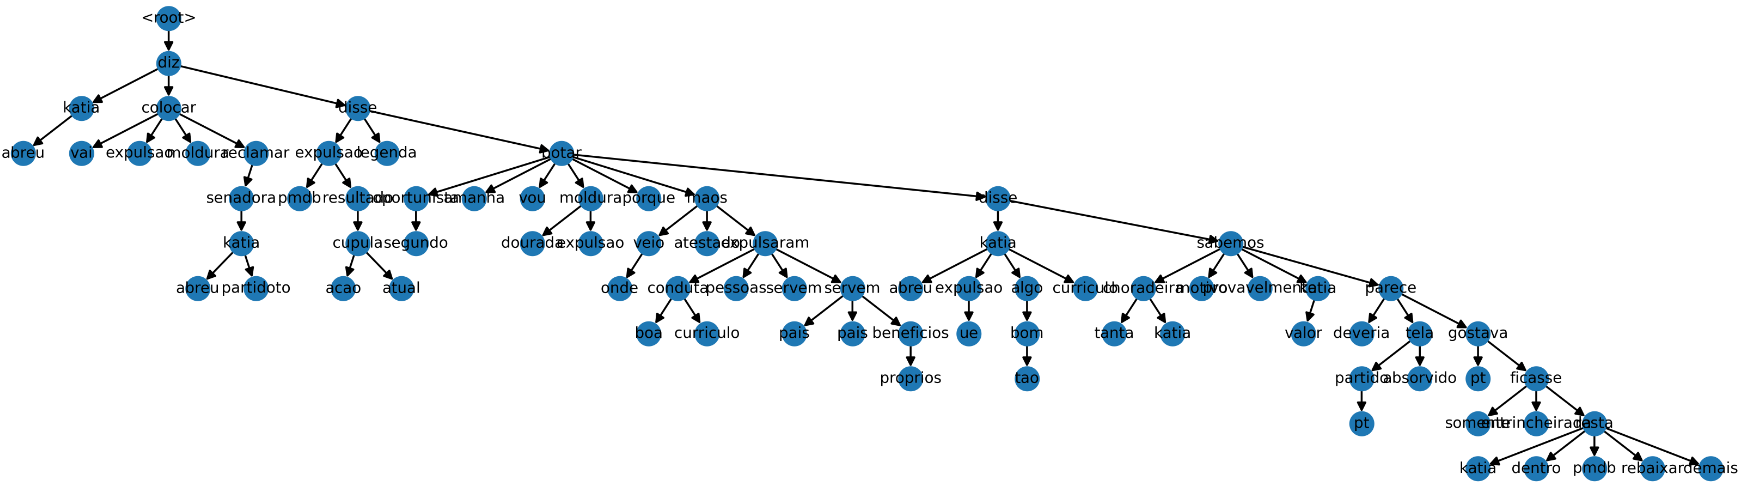 <root>
diz
katia colocar disse
abreu vai expulsao moldura reclamar expulsao legenda botar
senadora pmdb resultado oportunista amanha vou moldura porque maos disse
katia cupula segundo dourada expulsao veio atestado expulsaram katia sabemos
abreu partidoto acao atual onde conduta pessoas servem servem abreu expulsao algo curriculo choradeira motivo provavelmente katia parece
boa curriculo pais pais beneficios ue bom tanta katia valor deveria tela gostava
proprios tao partido absorvido pt ficasse
pt somente entrincheirada desta
katia dentro pmdb rebaixar demais